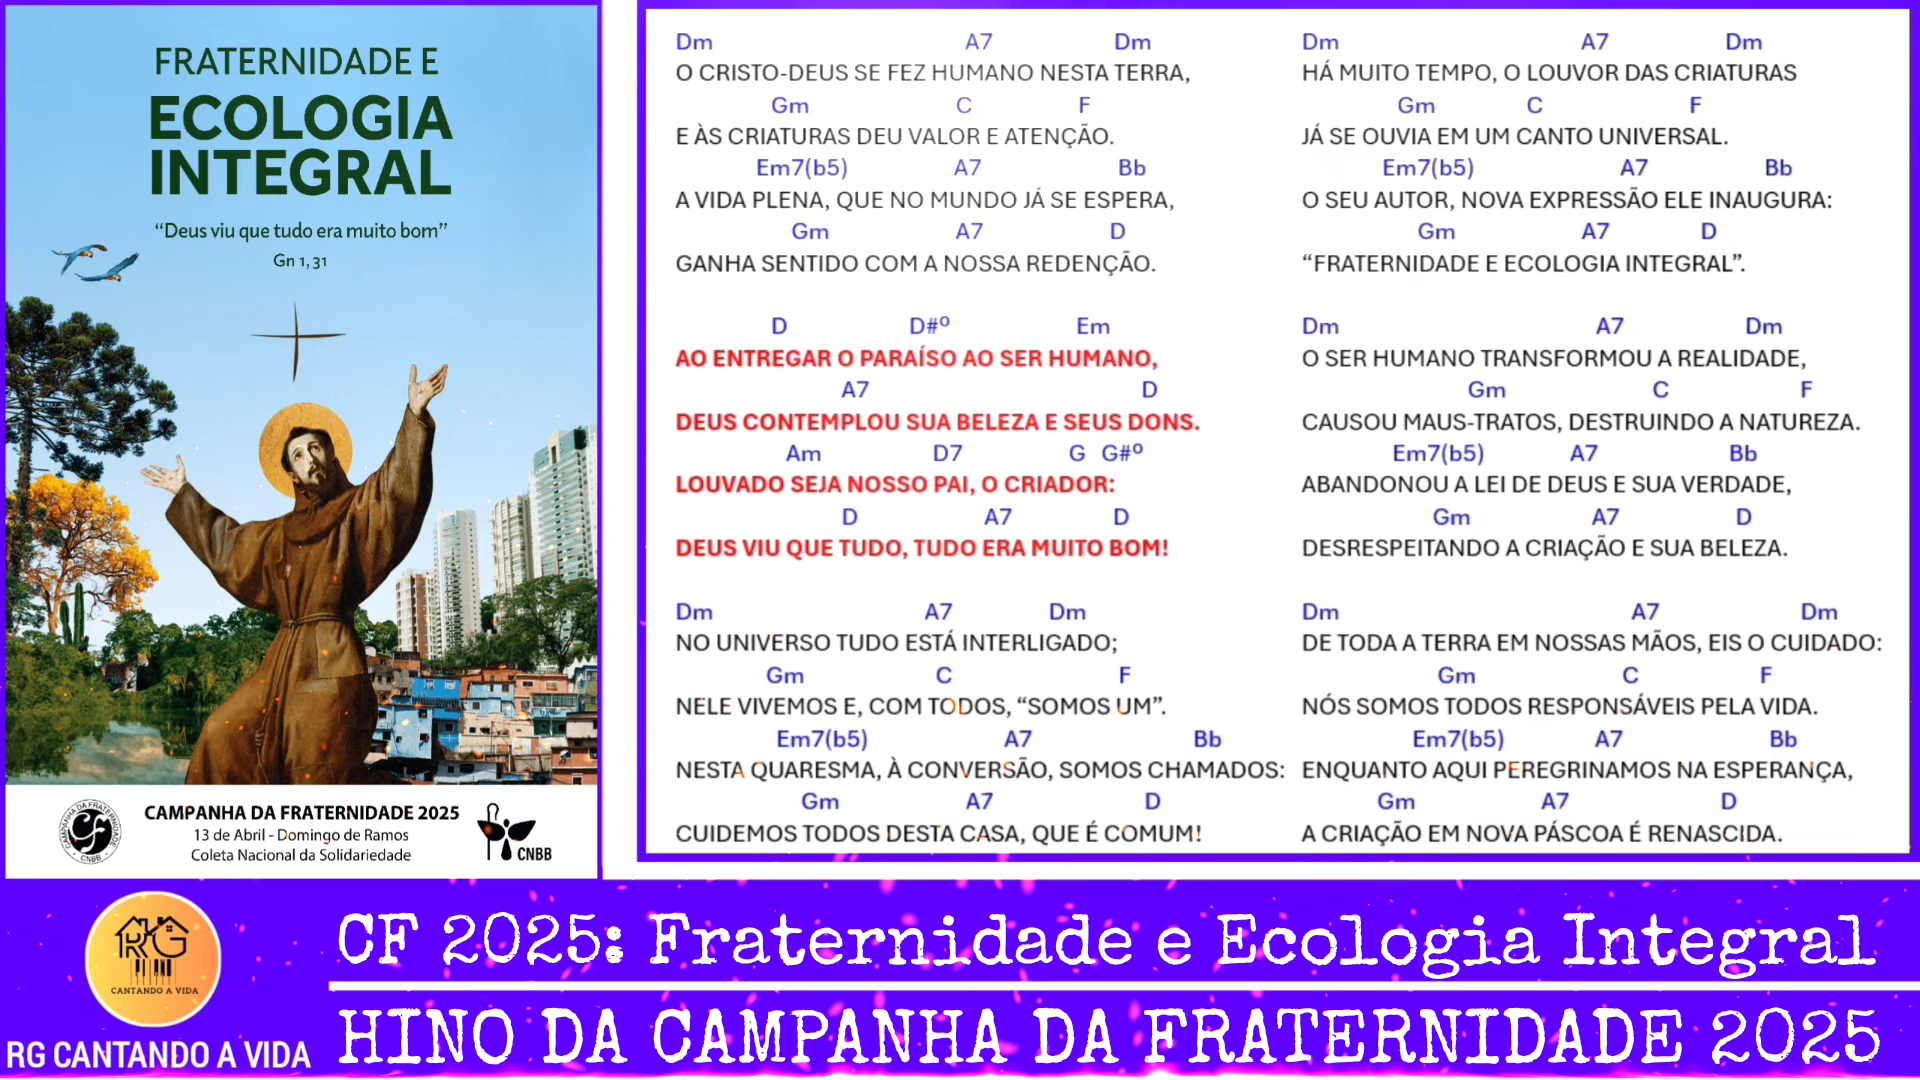 FRATERNIDADE E
ECOLOGIA
INTEGRAL
“Deus viu que tudo era muito bom”
Gn 1, 31
CAMPANHA DA FRATERNIDADE
CF
CNBB
CAMPANHA DA FRATERNIDADE 2025
13 de Abril - Domingo de Ramos
Coleta Nacional da Solidariedade
CNBB
Dm A7 Dm
O CRISTO-DEUS SE FEZ HUMANO NESTA TERRA,
Gm C F
E ÀS CRIATURAS DEU VALOR E ATENÇÃO.
Em7(b5) A7 Bb
A VIDA PLENA, QUE NO MUNDO JÁ SE ESPERA,
Gm A7 D
GANHA SENTIDO COM A NOSSA REDENÇÃO.
D D#º Em
AO ENTREGAR O PARAÍSO AO SER HUMANO,
A7 D
DEUS CONTEMPLOU SUA BELEZA E SEUS DONS.
Am D7 G G#º
LOUVADO SEJA NOSSO PAI, O CRIADOR:
D A7 D
DEUS VIU QUE TUDO, TUDO ERA MUITO BOM!
Dm A7 Dm
NO UNIVERSO TUDO ESTÁ INTERLIGADO;
Gm C F
NELE VIVEMOS E, COM TODOS, “SOMOS UM”.
Em7(b5) A7 Bb
NESTA QUARESMA, À CONVERSÃO, SOMOS CHAMADOS:
Gm A7 D
CUIDEMOS TODOS DESTA CASA, QUE É COMUM!
Dm A7 Dm
HÁ MUITO TEMPO, O LOUVOR DAS CRIATURAS
Gm C F
JÁ SE OUVIA EM UM CANTO UNIVERSAL.
Em7(b5) A7 Bb
O SEU AUTOR, NOVA EXPRESSÃO ELE INAUGURA:
Gm A7 D
“FRATERNIDADE E ECOLOGIA INTEGRAL”.
Dm A7 Dm
O SER HUMANO TRANSFORMOU A REALIDADE,
Gm C F
CAUSOU MAUS-TRATOS, DESTRUINDO A NATUREZA.
Em7(b5) A7 Bb
ABANDONOU A LEI DE DEUS E SUA VERDADE,
Gm A7 D
DESRESPEITANDO A CRIAÇÃO E SUA BELEZA.
Dm A7 Dm
DE TODA A TERRA EM NOSSAS MÃOS, EIS O CUIDADO:
Gm C F
NÓS SOMOS TODOS RESPONSÁVEIS PELA VIDA.
Em7(b5) A7 Bb
ENQUANTO AQUI PEREGRINAMOS NA ESPERANÇA,
Gm A7 D
A CRIAÇÃO EM NOVA PÁSCOA É RENASCIDA.
RG
CANTANDO A VIDA
RG CANTANDO A VIDA
CF 2025: Fraternidade e Ecologia Integral
HINO DA CAMPANHA DA FRATERNIDADE 2025